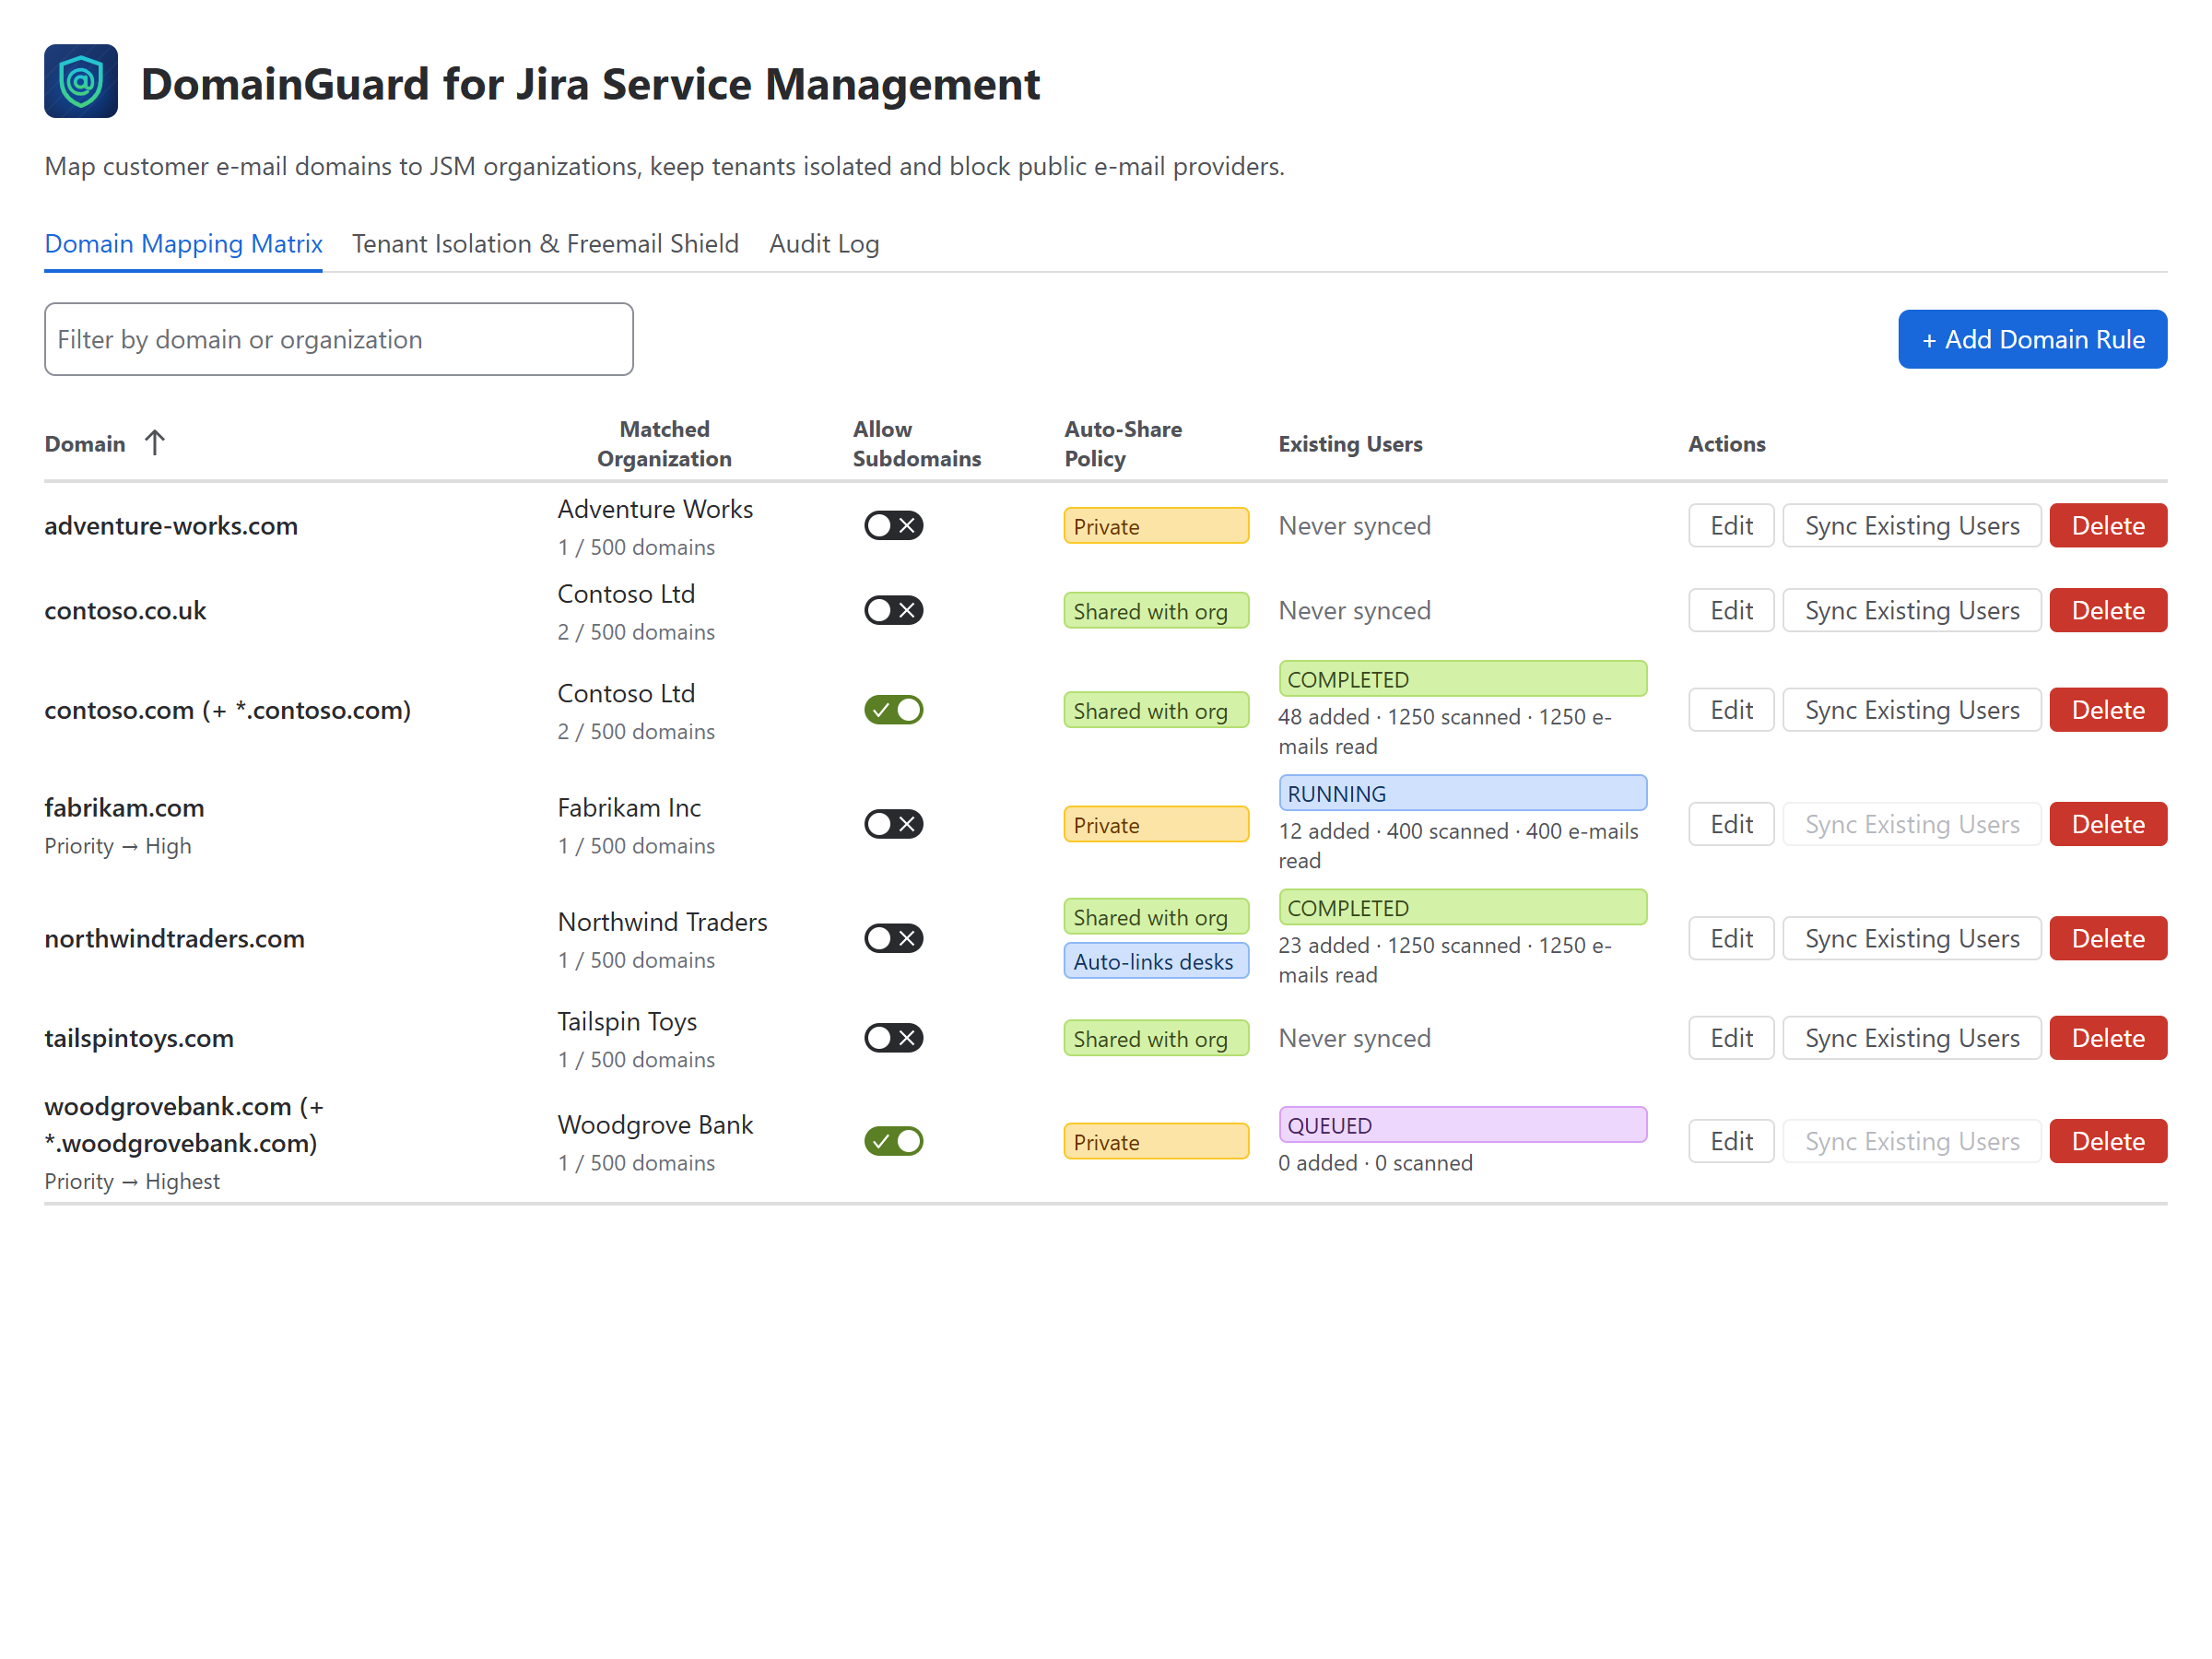 DomainGuard for Jira Service Management
Map customer e-mail domains to JSM organizations, keep tenants isolated and block public e-mail providers.
Domain Mapping Matrix Tenant Isolation & Freemail Shield Audit Log
Filter by domain or organization
+ Add Domain Rule
Domain ↑
Matched
Organization
Allow
Subdomains
Auto-Share
Policy
Existing Users
Actions
adventure-works.com
Adventure Works
1 / 500 domains
Private
Never synced
Edit Sync Existing Users Delete
contoso.co.uk
Contoso Ltd
2 / 500 domains
Shared with org
Never synced
Edit Sync Existing Users Delete
contoso.com (+ *.contoso.com)
Contoso Ltd
2 / 500 domains
Shared with org
COMPLETED
48 added · 1250 scanned · 1250 e-
mails read
Edit Sync Existing Users Delete
fabrikam.com
Priority → High
Fabrikam Inc
1 / 500 domains
Private
RUNNING
12 added · 400 scanned · 400 e-mails
read
Edit Sync Existing Users Delete
northwindtraders.com
Northwind Traders
1 / 500 domains
Shared with org
Auto-links desks
COMPLETED
23 added · 1250 scanned · 1250 e-
mails read
Edit Sync Existing Users Delete
tailspintoys.com
Tailspin Toys
1 / 500 domains
Shared with org
Never synced
Edit Sync Existing Users Delete
woodgrovebank.com (+
*.woodgrovebank.com)
Priority → Highest
Woodgrove Bank
1 / 500 domains
Private
QUEUED
0 added · 0 scanned
Edit Sync Existing Users Delete